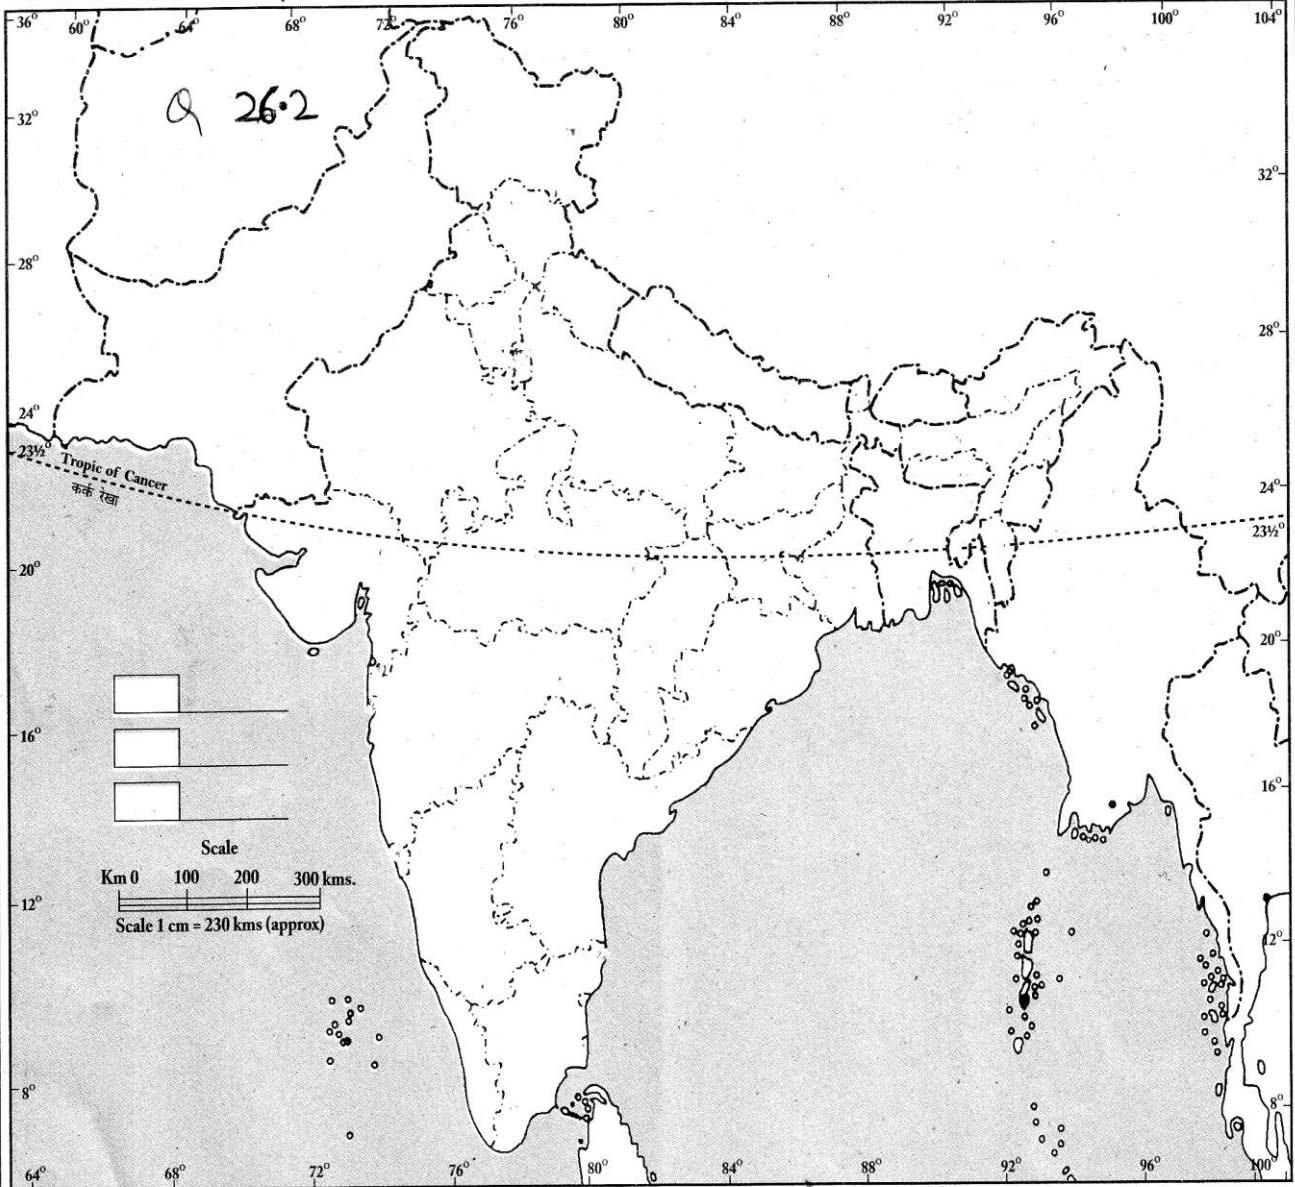 36° 60° 64° 68° 72° 76° 80° 84° 88° 92° 96° 100° 104°
Q 26.2
32°
32°
28°
28°
24°
23½°
Tropic of Cancer
कर्क रेखा
24°
23½°
20°
20°
16°
16°
Scale
Km 0 100 200 300 kms.
Scale 1 cm = 230 kms (approx)
12°
12°
8°
8°
64° 68° 72° 76° 80° 84° 88° 92° 96° 100°